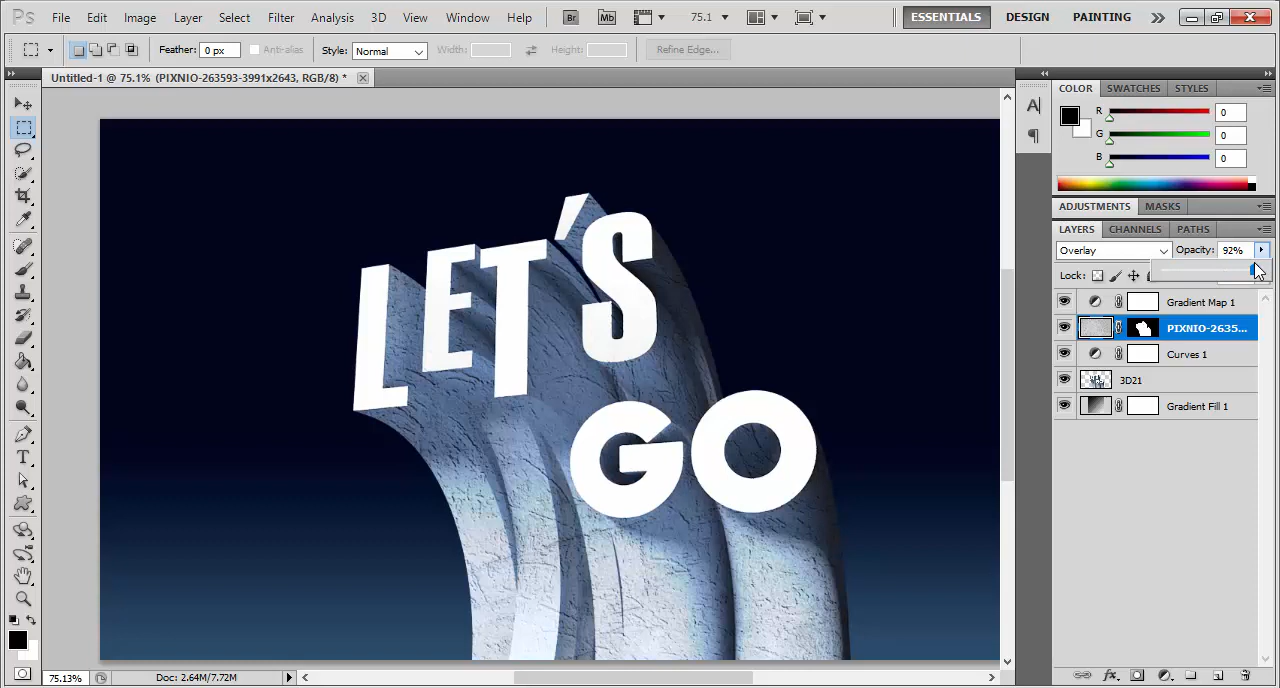 Ps File Edit Image Layer Select Filter Analysis 3D View Window Help Br Mb 75.1 ESSENTIALS DESIGN PAINTING
Feather: 0 px Anti-alias Style: Normal Width: Height: Refine Edge...
Untitled-1 @ 75.1% (PIXNIO-263593-3991x2643, RGB/8) *
COLOR SWATCHES STYLES
R 0
G 0
B 0
ADJUSTMENTS MASKS
LAYERS CHANNELS PATHS
Overlay Opacity: 92%
Lock:
Gradient Map 1
PIXNIO-2635...
Curves 1
3D21
Gradient Fill 1
LET'S
GO
75.13% Doc: 2.64M/7.72M